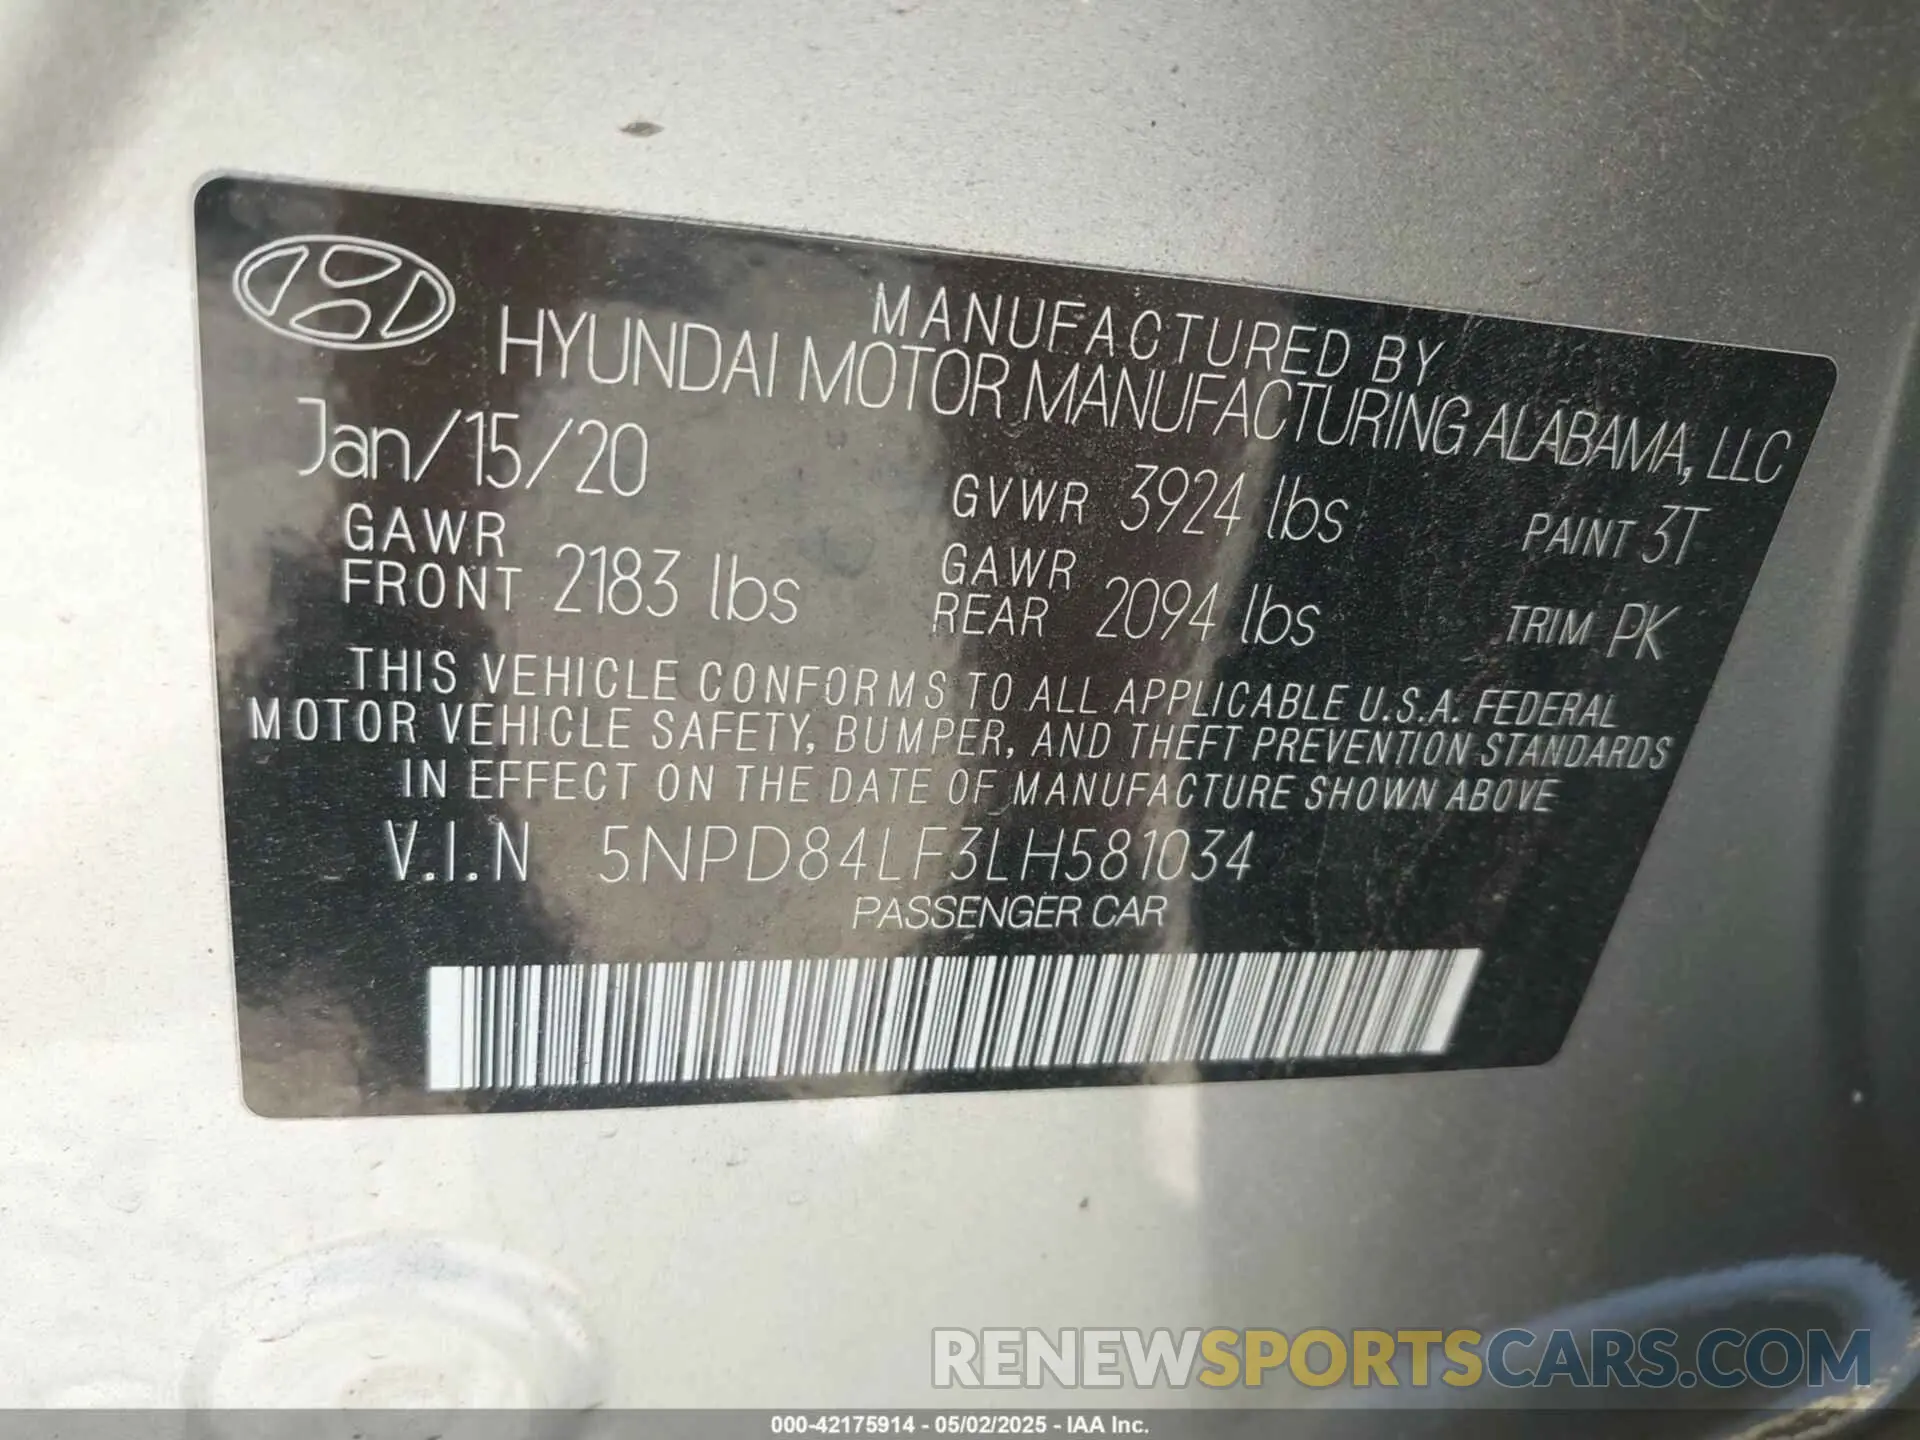 MANUFACTURED BY
HYUNDAI MOTOR MANUFACTURING ALABAMA, LLC
Jan/15/20
GVWR 3924 lbs
PAINT 3T
GAWR
FRONT 2183 lbs
GAWR
REAR 2094 lbs
TRIM PK
THIS VEHICLE CONFORMS TO ALL APPLICABLE U.S.A. FEDERAL
MOTOR VEHICLE SAFETY, BUMPER, AND THEFT PREVENTION STANDARDS
IN EFFECT ON THE DATE OF MANUFACTURE SHOWN ABOVE
V.I.N 5NPD84LF3LH581034
PASSENGER CAR
RENEWSPORTSCARS.COM
000-42175914 - 05/02/2025 - IAA Inc.